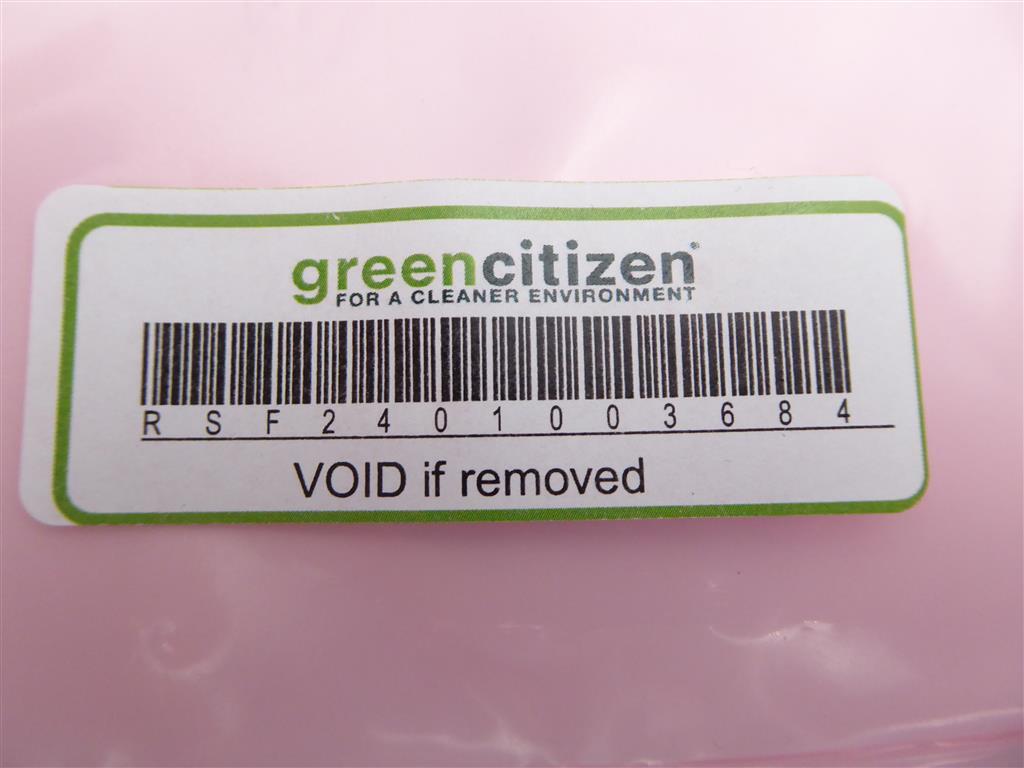 greencitizen
FOR A CLEANER ENVIRONMENT
RSF2401003684
VOID if removed